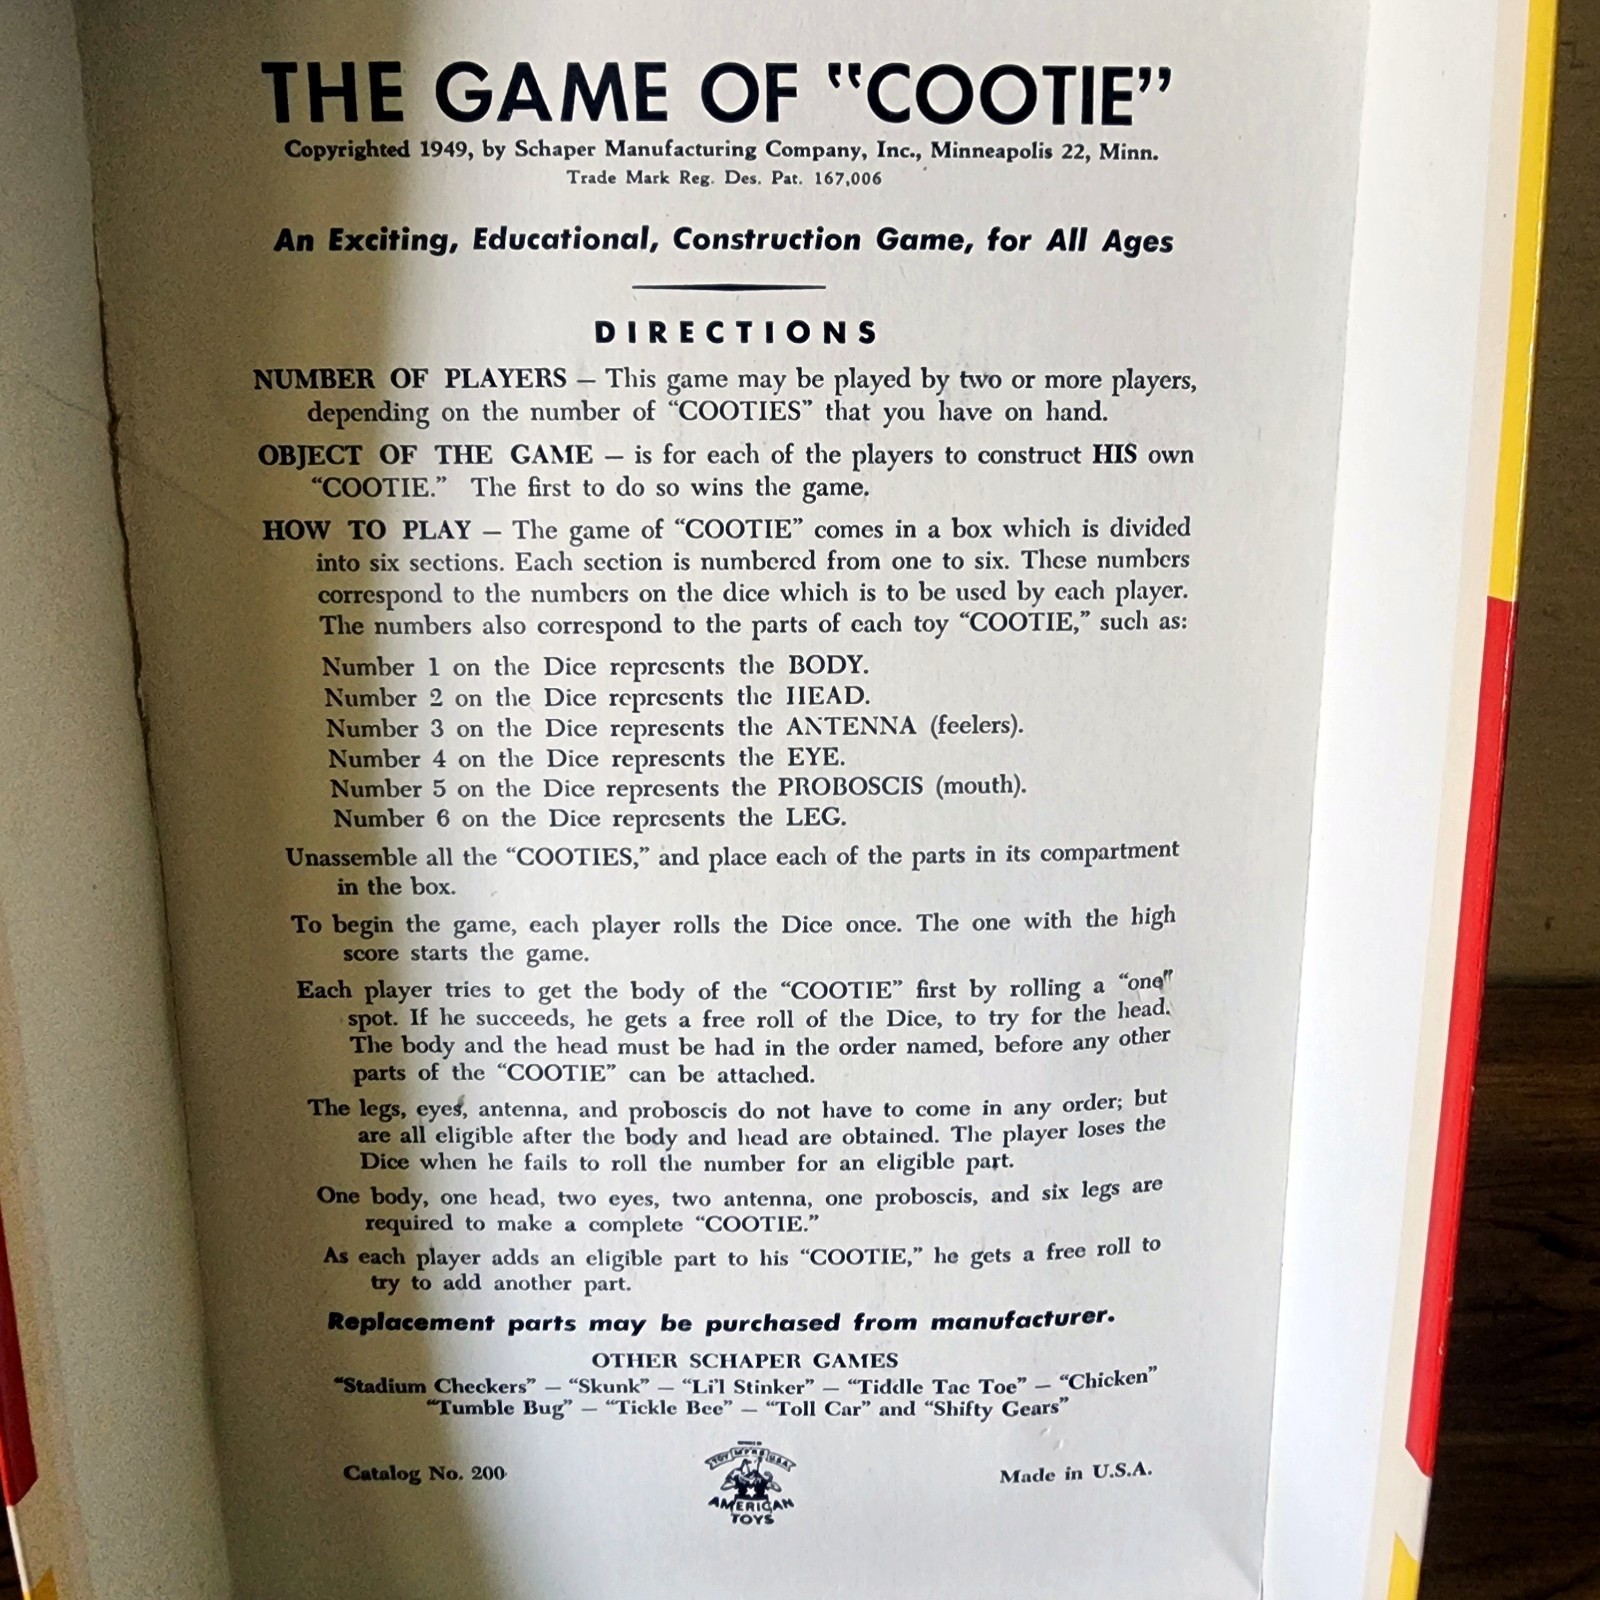 THE GAME OF "COOTIE"
Copyrighted 1949, by Schaper Manufacturing Company, Inc., Minneapolis 22, Minn.
Trade Mark Reg. Des. Pat. 167,006
An Exciting, Educational, Construction Game, for All Ages
DIRECTIONS
NUMBER OF PLAYERS — This game may be played by two or more players,
depending on the number of "COOTIES" that you have on hand.
OBJECT OF THE GAME — is for each of the players to construct HIS own
"COOTIE." The first to do so wins the game.
HOW TO PLAY — The game of "COOTIE" comes in a box which is divided
into six sections. Each section is numbered from one to six. These numbers
correspond to the numbers on the dice which is to be used by each player.
The numbers also correspond to the parts of each toy "COOTIE," such as:
Number 1 on the Dice represents the BODY.
Number 2 on the Dice represents the HEAD.
Number 3 on the Dice represents the ANTENNA (feelers).
Number 4 on the Dice represents the EYE.
Number 5 on the Dice represents the PROBOSCIS (mouth).
Number 6 on the Dice represents the LEG.
Unassemble all the "COOTIES," and place each of the parts in its compartment
in the box.
To begin the game, each player rolls the Dice once. The one with the high
score starts the game.
Each player tries to get the body of the "COOTIE" first by rolling a "one"
spot. If he succeeds, he gets a free roll of the Dice, to try for the head.
The body and the head must be had in the order named, before any other
parts of the "COOTIE" can be attached.
The legs, eyes, antenna, and proboscis do not have to come in any order; but
are all eligible after the body and head are obtained. The player loses the
Dice when he fails to roll the number for an eligible part.
One body, one head, two eyes, two antenna, one proboscis, and six legs are
required to make a complete "COOTIE."
As each player adds an eligible part to his "COOTIE," he gets a free roll to
try to add another part.
Replacement parts may be purchased from manufacturer.
OTHER SCHAPER GAMES
"Stadium Checkers" — "Skunk" — "Li'l Stinker" — "Tiddle Tac Toe" — "Chicken"
"Tumble Bug" — "Tickle Bee" — "Toll Car" and "Shifty Gears"
TOY MFRS U.S.A.
AMERICAN
TOYS
Catalog No. 200
Made in U.S.A.